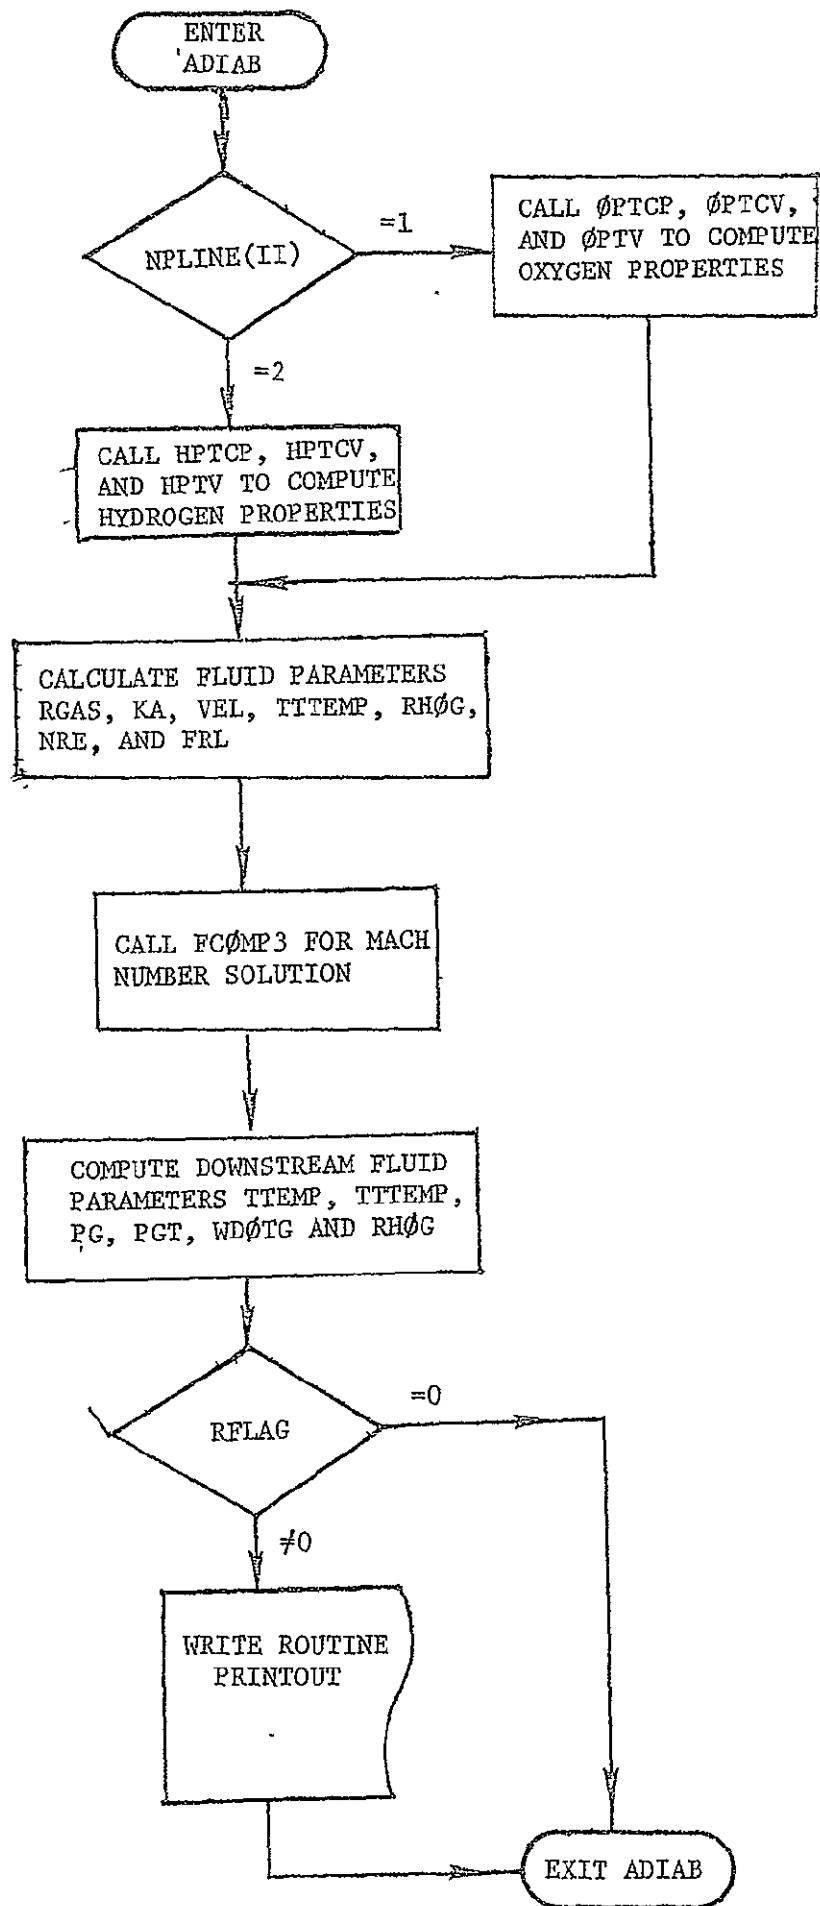 ENTER
ADIAB
NPLINE(II)
=1
CALL ØPTCP, ØPTCV,
AND ØPTV TO COMPUTE
OXYGEN PROPERTIES
=2
CALL HPTCP, HPTCV,
AND HPTV TO COMPUTE
HYDROGEN PROPERTIES
CALCULATE FLUID PARAMETERS
RGAS, KA, VEL, TTTEMP, RHØG,
NRE, AND FRL
CALL FCØMP3 FOR MACH
NUMBER SOLUTION
COMPUTE DOWNSTREAM FLUID
PARAMETERS TTEMP, TTTEMP,
PG, PGT, WDØTG AND RHØG
RFLAG
=0
≠0
WRITE ROUTINE
PRINTOUT
EXIT ADIAB